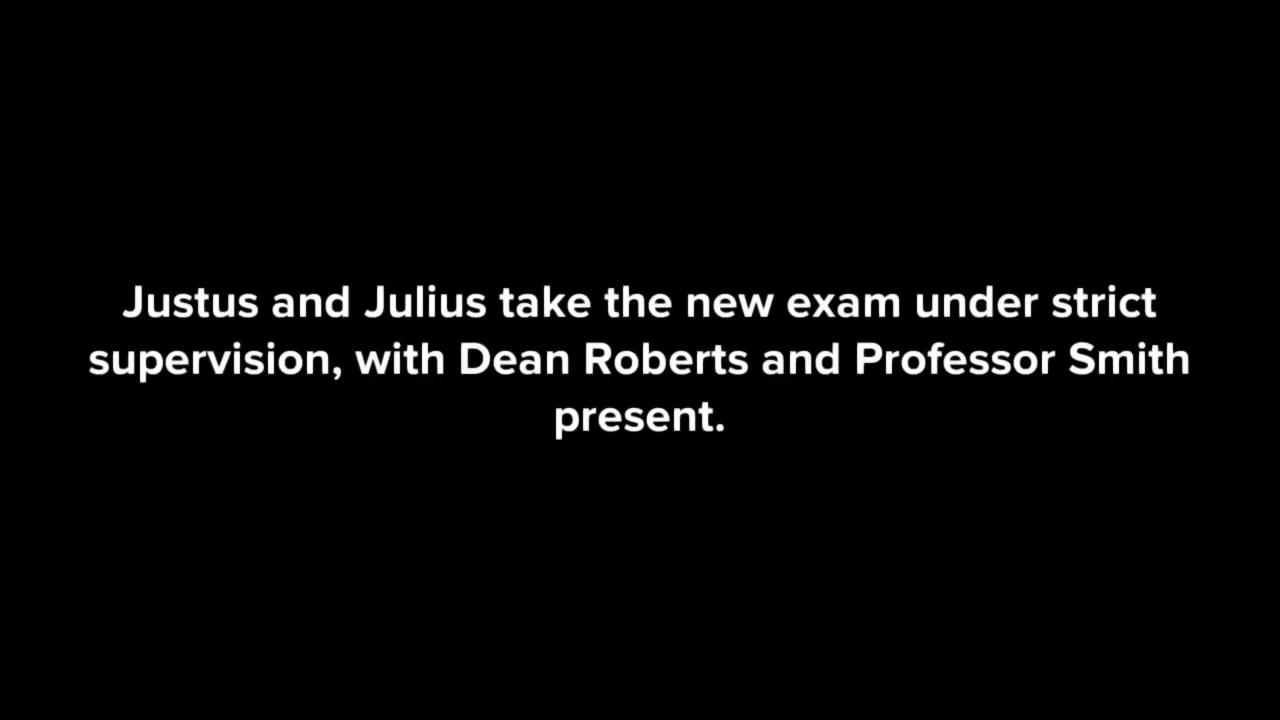 Justus and Julius take the new exam under strict
supervision, with Dean Roberts and Professor Smith
present.